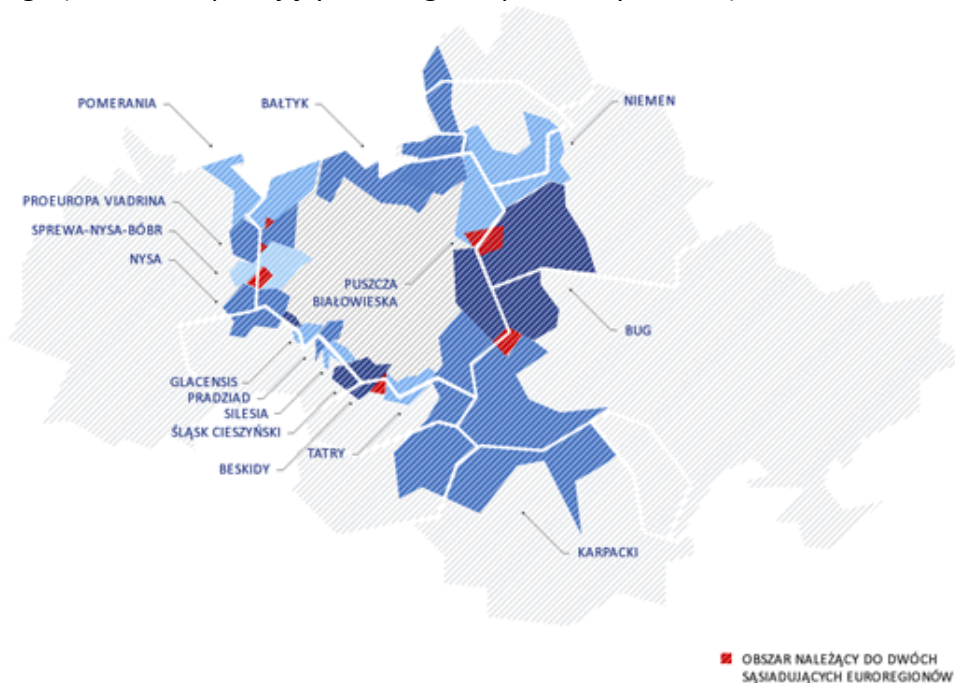 POMERANIA
BAŁTYK
NIEMEN
PROEUROPA VIADRINA
SPREWA-NYSA-BÓBR
NYSA
PUSZCZA
BIAŁOWIESKA
BUG
GLACENSIS
PRADZIAD
SILESIA
ŚLĄSK CIESZYŃSKI
BESKIDY
TATRY
KARPACKI
OBSZAR NALEŻĄCY DO DWÓCH
SĄSIADUJĄCYCH EUROREGIONÓW